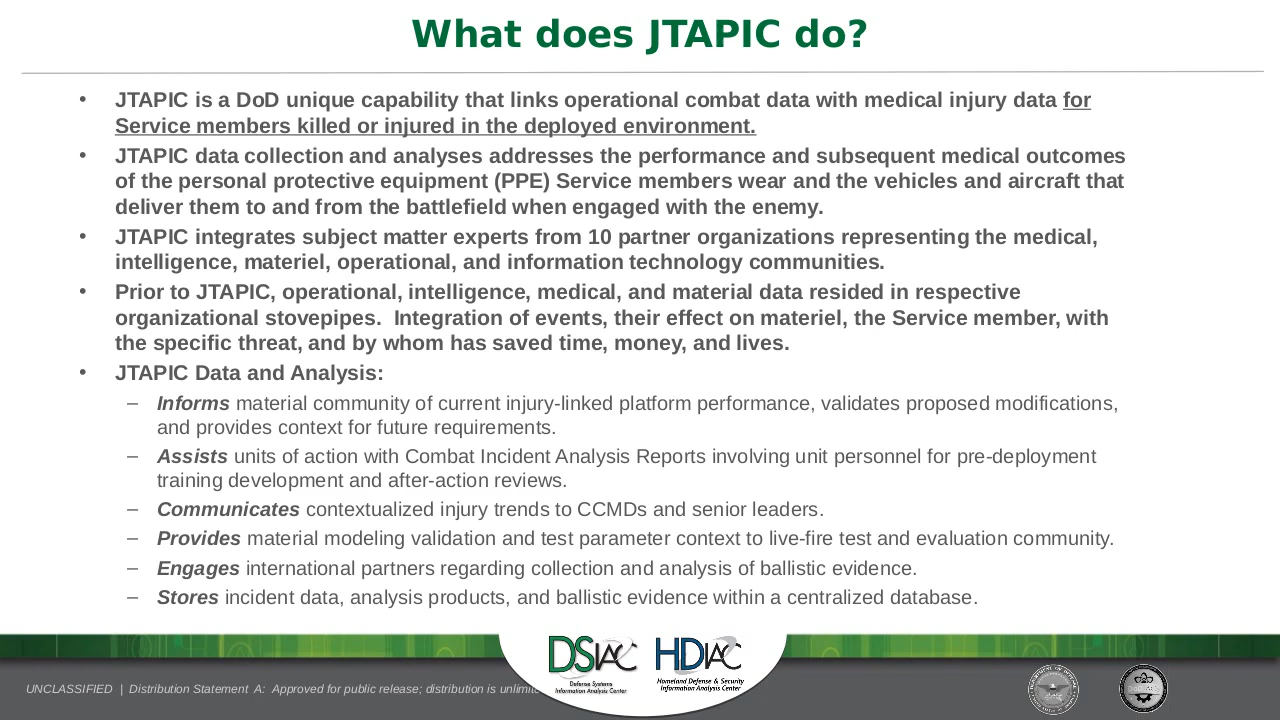 What does JTAPIC do?
• JTAPIC is a DoD unique capability that links operational combat data with medical injury data for
Service members killed or injured in the deployed environment.
• JTAPIC data collection and analyses addresses the performance and subsequent medical outcomes
of the personal protective equipment (PPE) Service members wear and the vehicles and aircraft that
deliver them to and from the battlefield when engaged with the enemy.
• JTAPIC integrates subject matter experts from 10 partner organizations representing the medical,
intelligence, materiel, operational, and information technology communities.
• Prior to JTAPIC, operational, intelligence, medical, and material data resided in respective
organizational stovepipes.  Integration of events, their effect on materiel, the Service member, with
the specific threat, and by whom has saved time, money, and lives.
• JTAPIC Data and Analysis:
– Informs material community of current injury-linked platform performance, validates proposed modifications,
and provides context for future requirements.
– Assists units of action with Combat Incident Analysis Reports involving unit personnel for pre-deployment
training development and after-action reviews.
– Communicates contextualized injury trends to CCMDs and senior leaders.
– Provides material modeling validation and test parameter context to live-fire test and evaluation community.
– Engages international partners regarding collection and analysis of ballistic evidence.
– Stores incident data, analysis products, and ballistic evidence within a centralized database.
DSIAC
Defense Systems
Information Analysis Center
HDIAC
Homeland Defense & Security
Information Analysis Center
UNCLASSIFIED | Distribution Statement A: Approved for public release; distribution is